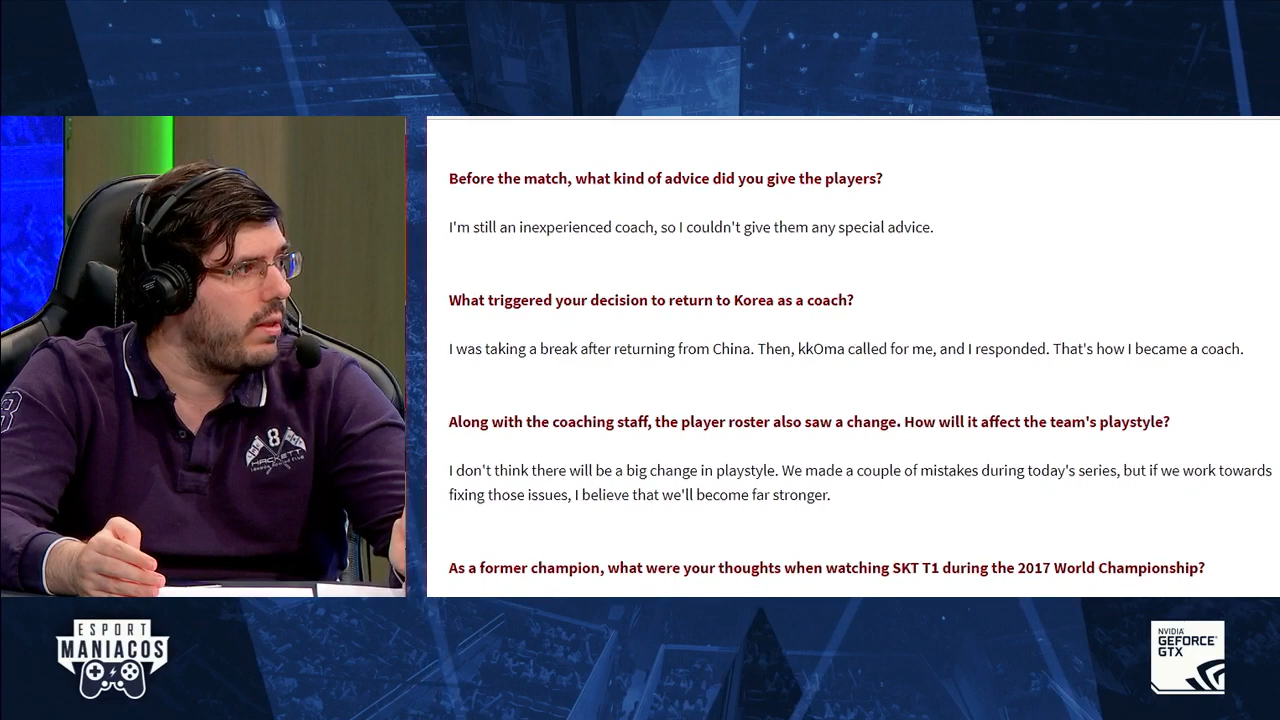 Before the match, what kind of advice did you give the players?
I'm still an inexperienced coach, so I couldn't give them any special advice.
What triggered your decision to return to Korea as a coach?
I was taking a break after returning from China. Then, kkOma called for me, and I responded. That's how I became a coach.
Along with the coaching staff, the player roster also saw a change. How will it affect the team's playstyle?
I don't think there will be a big change in playstyle. We made a couple of mistakes during today's series, but if we work towards
fixing those issues, I believe that we'll become far stronger.
As a former champion, what were your thoughts when watching SKT T1 during the 2017 World Championship?
8
HACKETT
ESPORT
MANIACOS
NVIDIA
GEFORCE
GTX